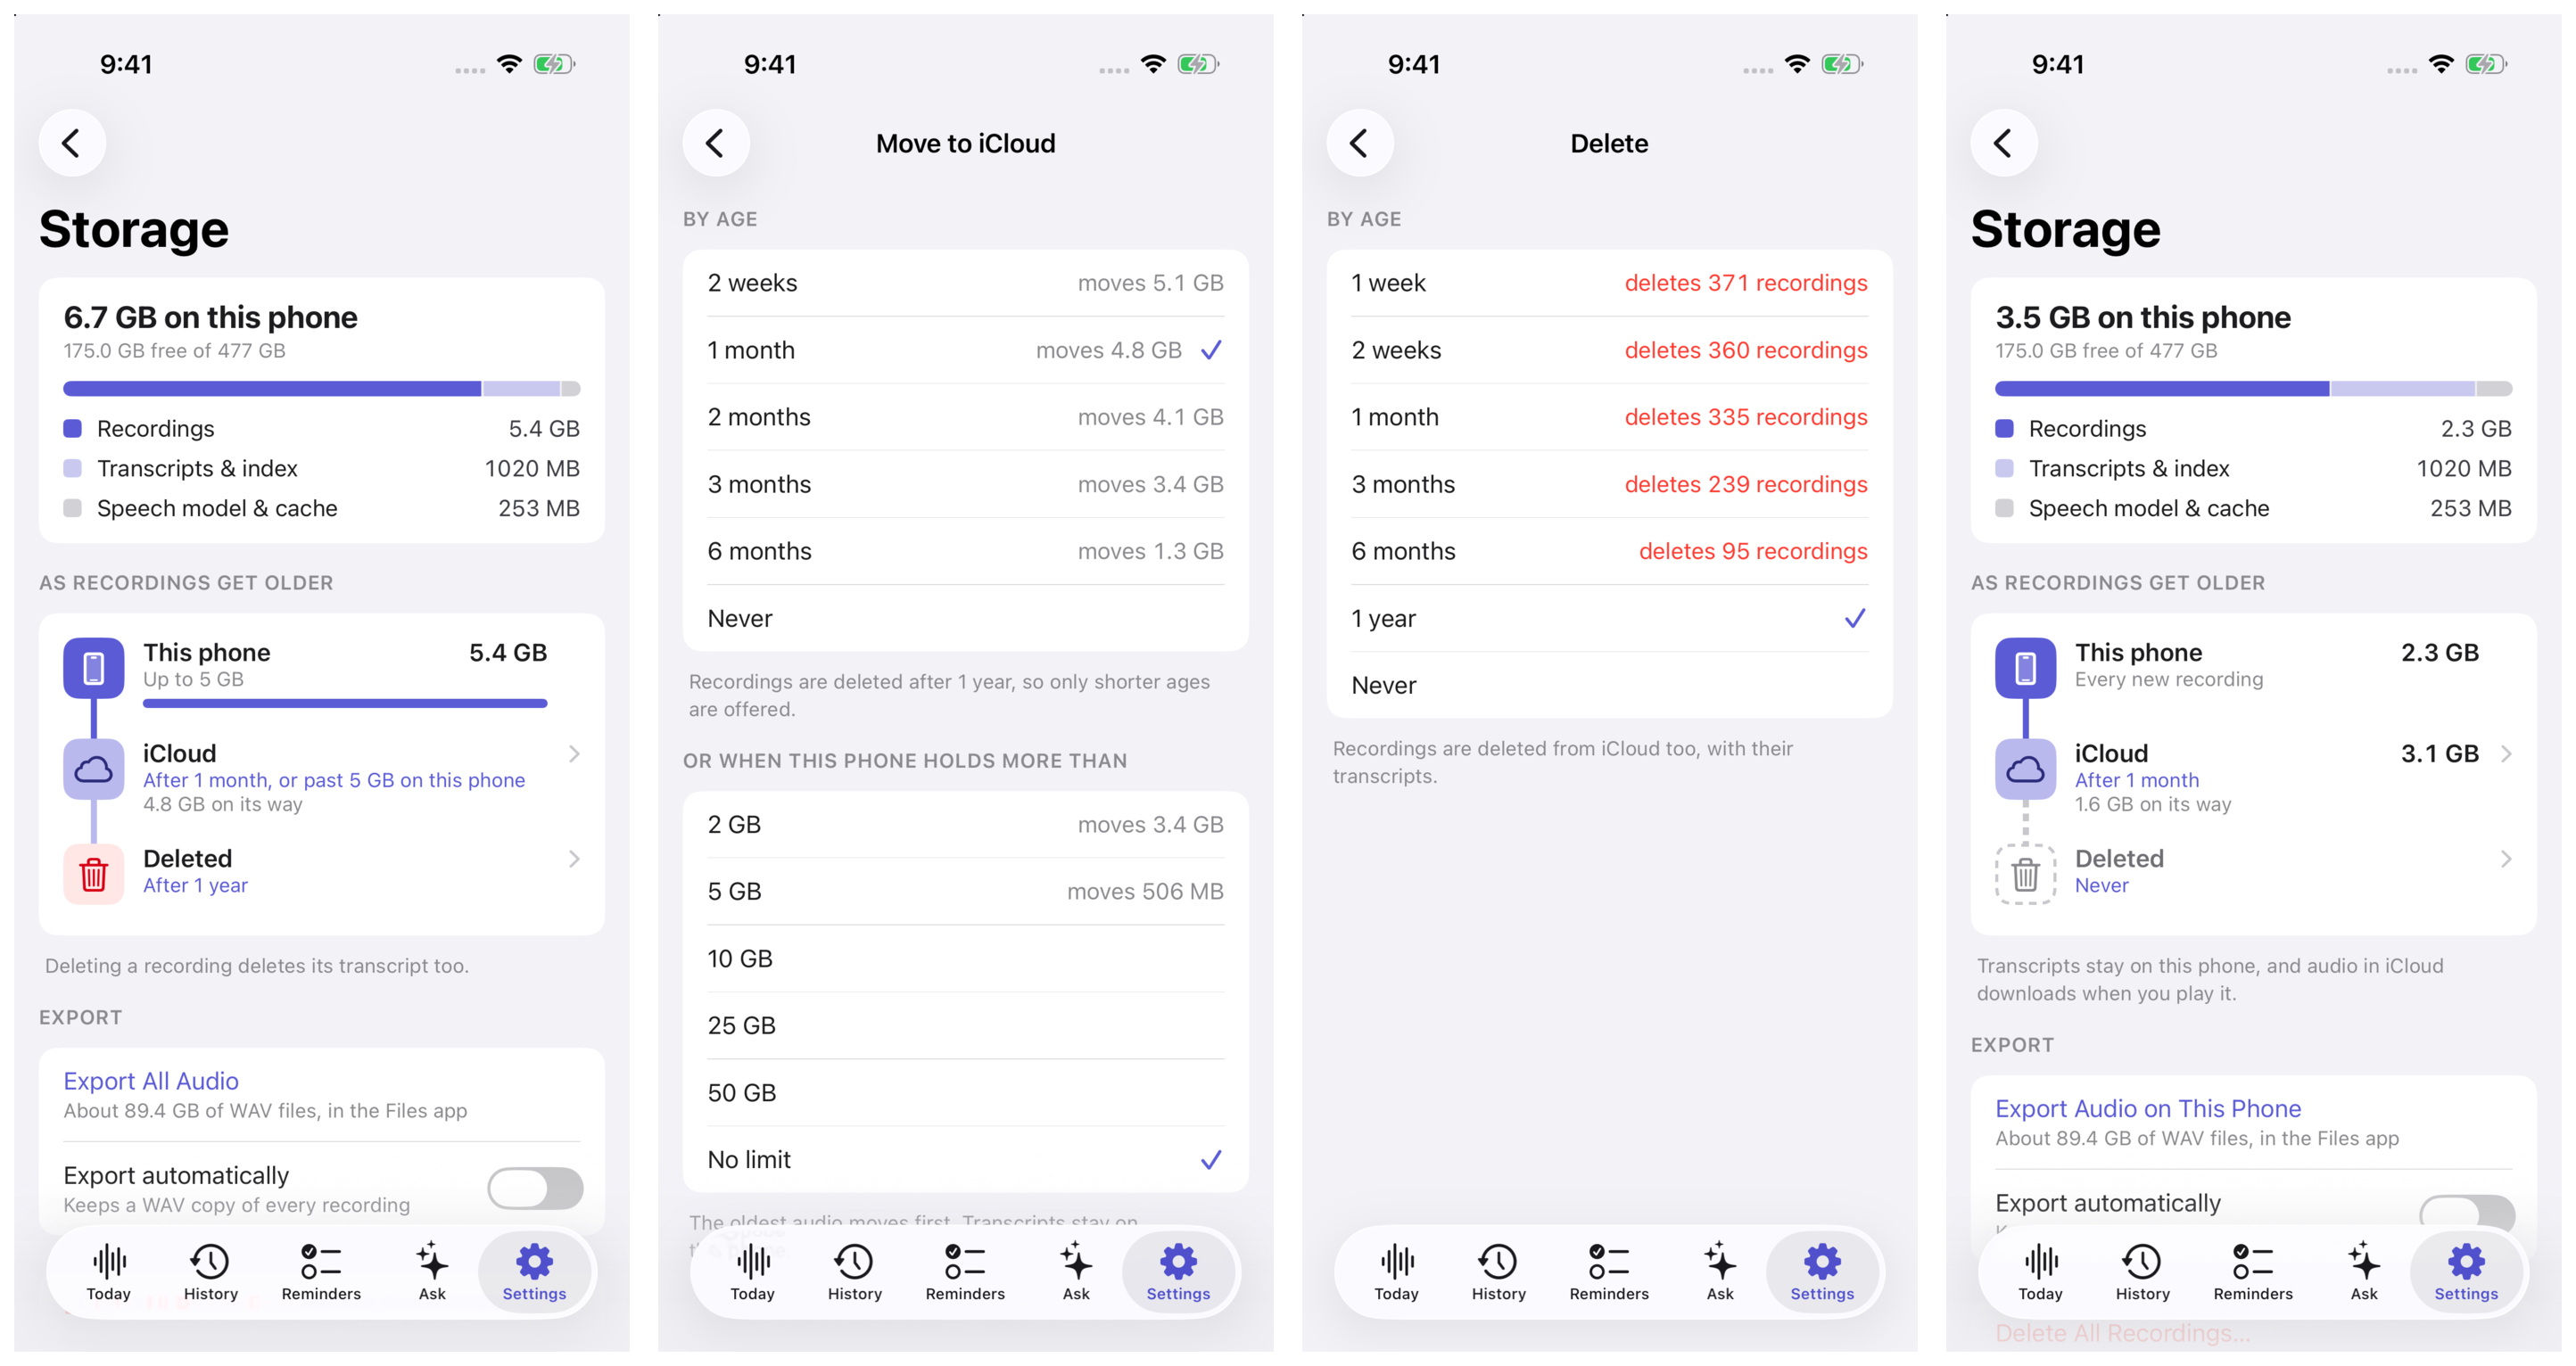 9:41
Storage
6.7 GB on this phone
175.0 GB free of 477 GB
Recordings 5.4 GB
Transcripts & index 1020 MB
Speech model & cache 253 MB
AS RECORDINGS GET OLDER
This phone 5.4 GB
Up to 5 GB
iCloud
After 1 month, or past 5 GB on this phone
4.8 GB on its way
Deleted
After 1 year
Deleting a recording deletes its transcript too.
EXPORT
Export All Audio
About 89.4 GB of WAV files, in the Files app
Export automatically
Keeps a WAV copy of every recording
Today History Reminders Ask Settings
9:41
Move to iCloud
BY AGE
2 weeks moves 5.1 GB
1 month moves 4.8 GB
2 months moves 4.1 GB
3 months moves 3.4 GB
6 months moves 1.3 GB
Never
Recordings are deleted after 1 year, so only shorter ages
are offered.
OR WHEN THIS PHONE HOLDS MORE THAN
2 GB moves 3.4 GB
5 GB moves 506 MB
10 GB
25 GB
50 GB
No limit
The oldest audio moves first. Transcripts stay on
Today History Reminders Ask Settings
9:41
Delete
BY AGE
1 week deletes 371 recordings
2 weeks deletes 360 recordings
1 month deletes 335 recordings
3 months deletes 239 recordings
6 months deletes 95 recordings
1 year
Never
Recordings are deleted from iCloud too, with their
transcripts.
Today History Reminders Ask Settings
9:41
Storage
3.5 GB on this phone
175.0 GB free of 477 GB
Recordings 2.3 GB
Transcripts & index 1020 MB
Speech model & cache 253 MB
AS RECORDINGS GET OLDER
This phone 2.3 GB
Every new recording
iCloud 3.1 GB
After 1 month
1.6 GB on its way
Deleted
Never
Transcripts stay on this phone, and audio in iCloud
downloads when you play it.
EXPORT
Export Audio on This Phone
About 89.4 GB of WAV files, in the Files app
Export automatically
Today History Reminders Ask Settings
Delete All Recordings...